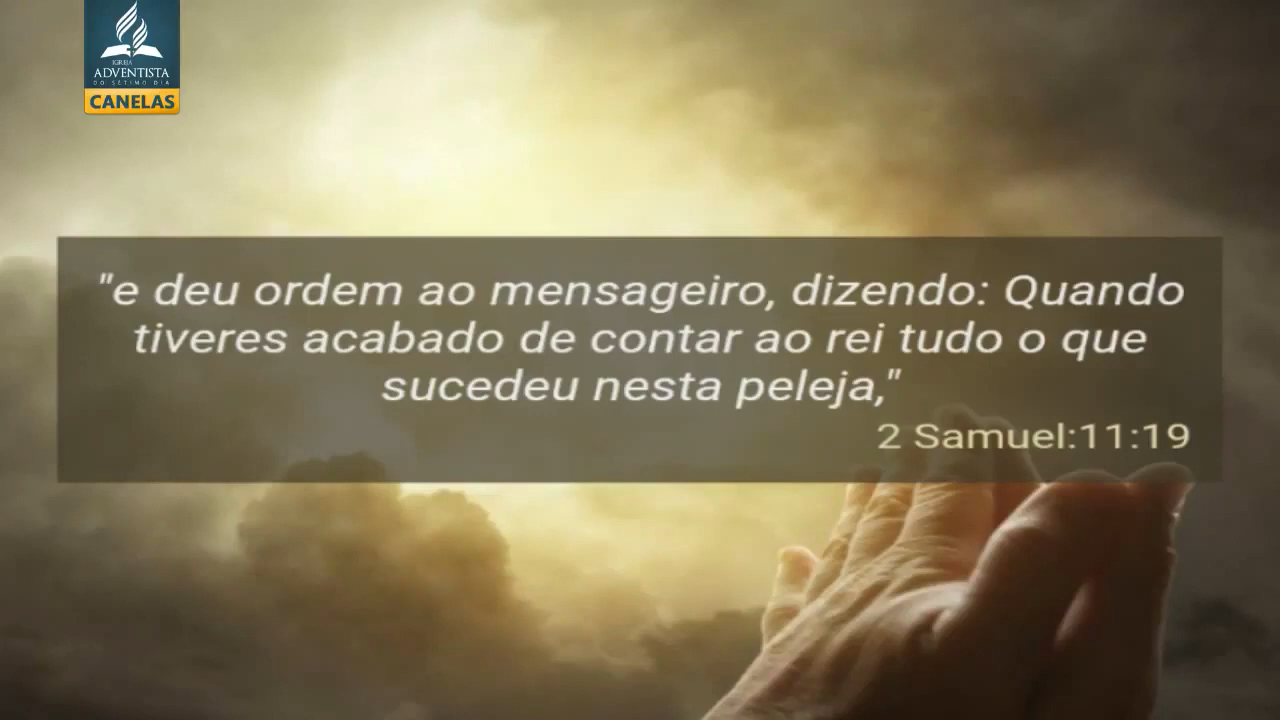 IGREJA
ADVENTISTA
DO SÉTIMO DIA
CANELAS
"e deu ordem ao mensageiro, dizendo: Quando
tiveres acabado de contar ao rei tudo o que
sucedeu nesta peleja,"
2 Samuel:11:19